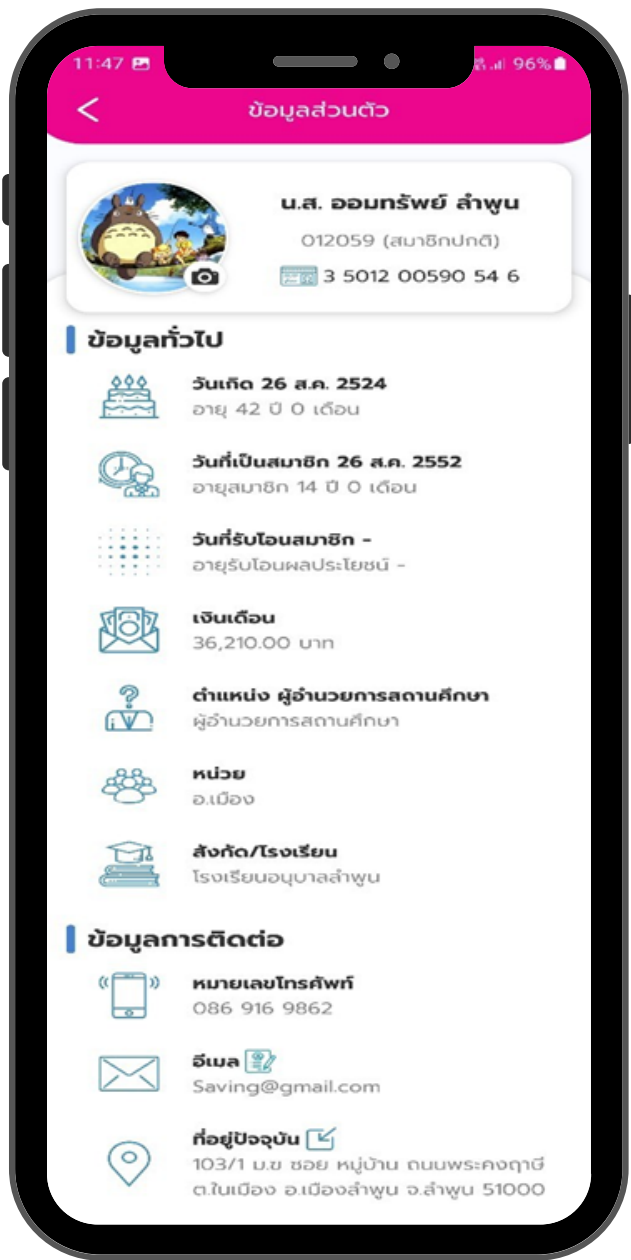 11:47
96%
ข้อมูลส่วนตัว
น.ส. ออมทรัพย์ ลำพูน
012059 (สมาชิกปกติ)
3 5012 00590 54 6
ข้อมูลทั่วไป
วันเกิด 26 ส.ค. 2524
อายุ 42 ปี 0 เดือน
วันที่เป็นสมาชิก 26 ส.ค. 2552
อายุสมาชิก 14 ปี 0 เดือน
วันที่รับโอนสมาชิก -
อายุรับโอนผลประโยชน์ -
เงินเดือน
36,210.00 บาท
ตำแหน่ง ผู้อำนวยการสถานศึกษา
ผู้อำนวยการสถานศึกษา
หน่วย
อ.เมือง
สังกัด/โรงเรียน
โรงเรียนอนุบาลลำพูน
ข้อมูลการติดต่อ
หมายเลขโทรศัพท์
086 916 9862
อีเมล
Saving@gmail.com
ที่อยู่ปัจจุบัน
103/1 ม.ข ซอย หมู่บ้าน ถนนพระคงฤาษี
ต.ในเมือง อ.เมืองลำพูน จ.ลำพูน 51000